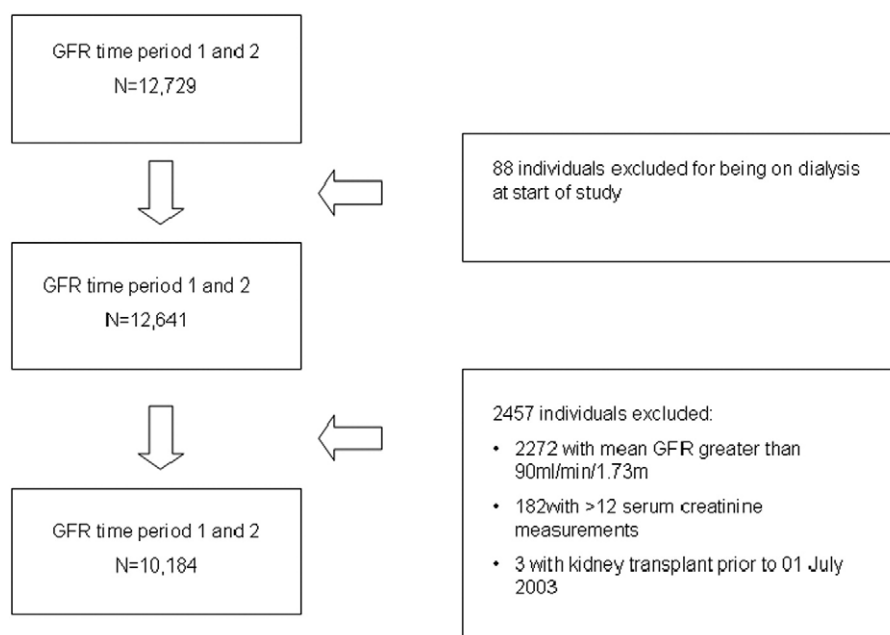 GFR time period 1 and 2
N=12,729
88 individuals excluded for being on dialysis
at start of study
GFR time period 1 and 2
N=12,641
2457 individuals excluded:
• 2272 with mean GFR greater than
90ml/min/1.73m
• 182with >12 serum creatinine
measurements
• 3 with kidney transplant prior to 01 July
2003
GFR time period 1 and 2
N=10,184